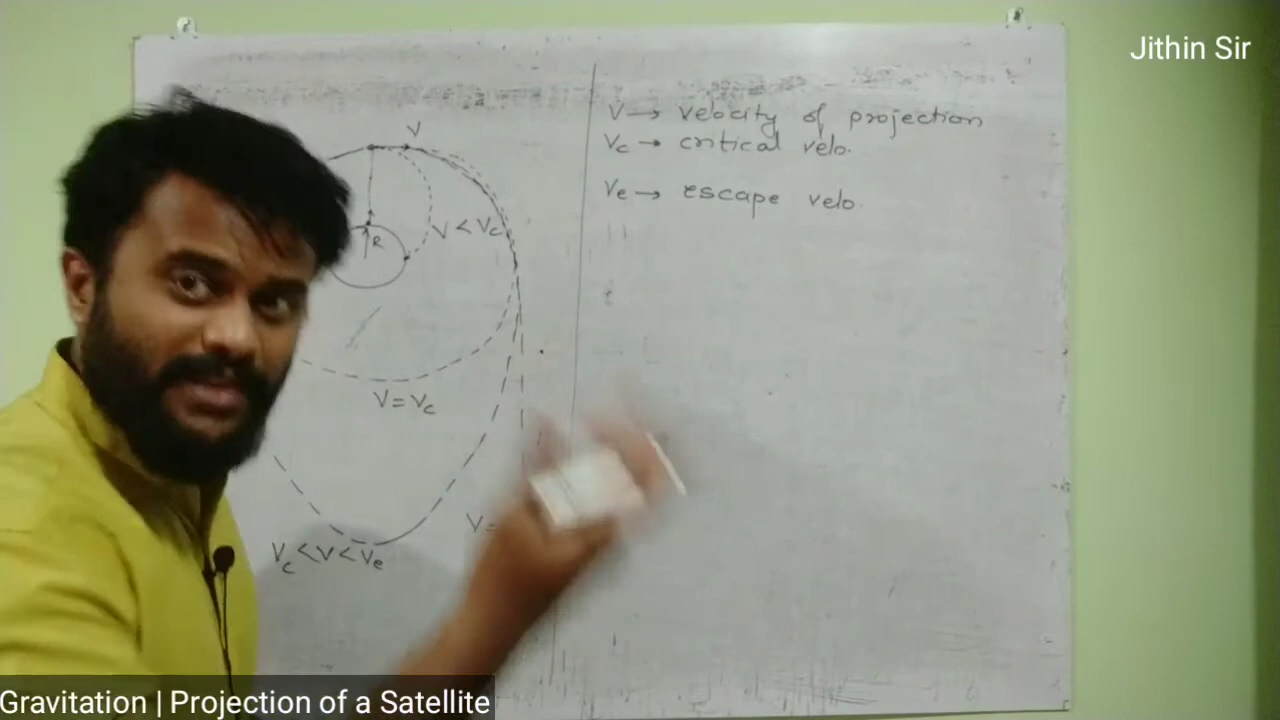 Jithin Sir
V → velocity of projection
Vc → critical velo.
Ve → escape velo.
V
R
V < Vc
V = Vc
V =
Vc < V < Ve
Gravitation | Projection of a Satellite